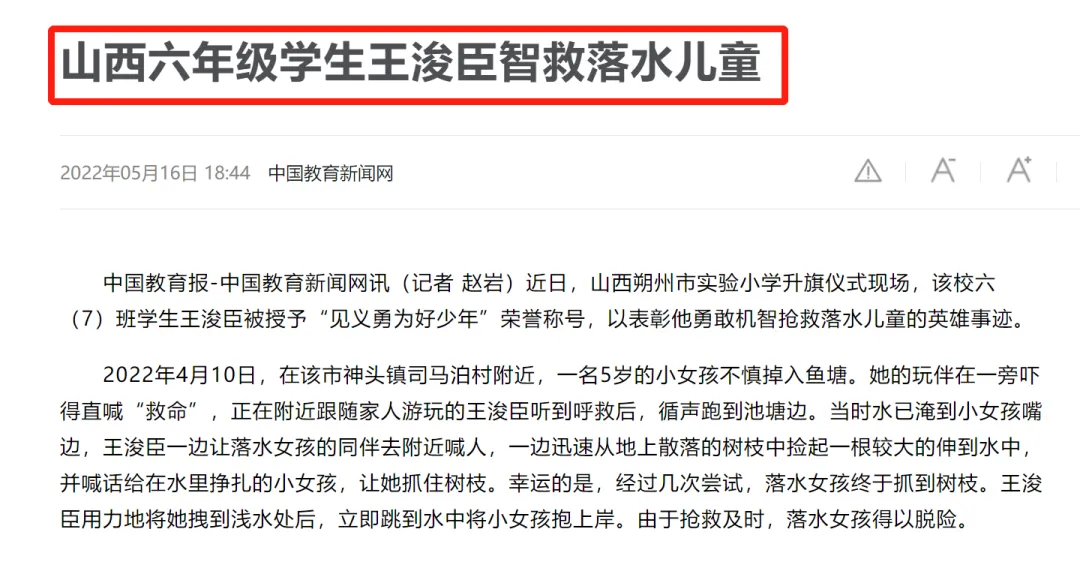 山西六年级学生王浚臣智救落水儿童
2022年05月16日 18:44 中国教育新闻网
A- A+
中国教育报-中国教育新闻网讯（记者 赵岩）近日，山西朔州市实验小学升旗仪式现场，该校六
（7）班学生王浚臣被授予“见义勇为好少年”荣誉称号，以表彰他勇敢机智抢救落水儿童的英雄事迹。
2022年4月10日，在该市神头镇司马泊村附近，一名5岁的小女孩不慎掉入鱼塘。她的玩伴在一旁吓
得直喊“救命”，正在附近跟随家人游玩的王浚臣听到呼救后，循声跑到池塘边。当时水已淹到小女孩嘴
边，王浚臣一边让落水女孩的同伴去附近喊人，一边迅速从地上散落的树枝中捡起一根较大的伸到水中，
并喊话给在水里挣扎的小女孩，让她抓住树枝。幸运的是，经过几次尝试，落水女孩终于抓到树枝。王浚
臣用力地将她拽到浅水处后，立即跳到水中将小女孩抱上岸。由于抢救及时，落水女孩得以脱险。